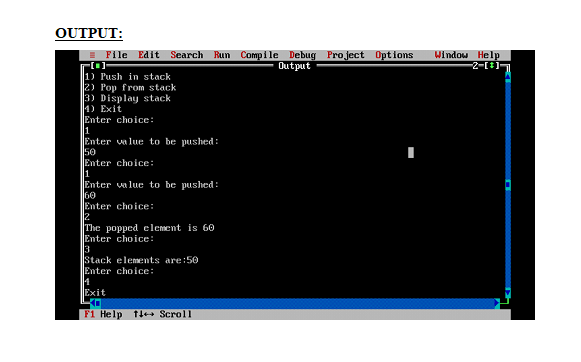 OUTPUT:
≡ File Edit Search Run Compile Debug Project Options Window Help
[■] Output 2=[↕]
1) Push in stack
2) Pop from stack
3) Display stack
4) Exit
Enter choice:
1
Enter value to be pushed:
50
Enter choice:
1
Enter value to be pushed:
60
Enter choice:
2
The popped element is 60
Enter choice:
3
Stack elements are:50
Enter choice:
4
Exit
F1 Help ↑↓↔ Scroll